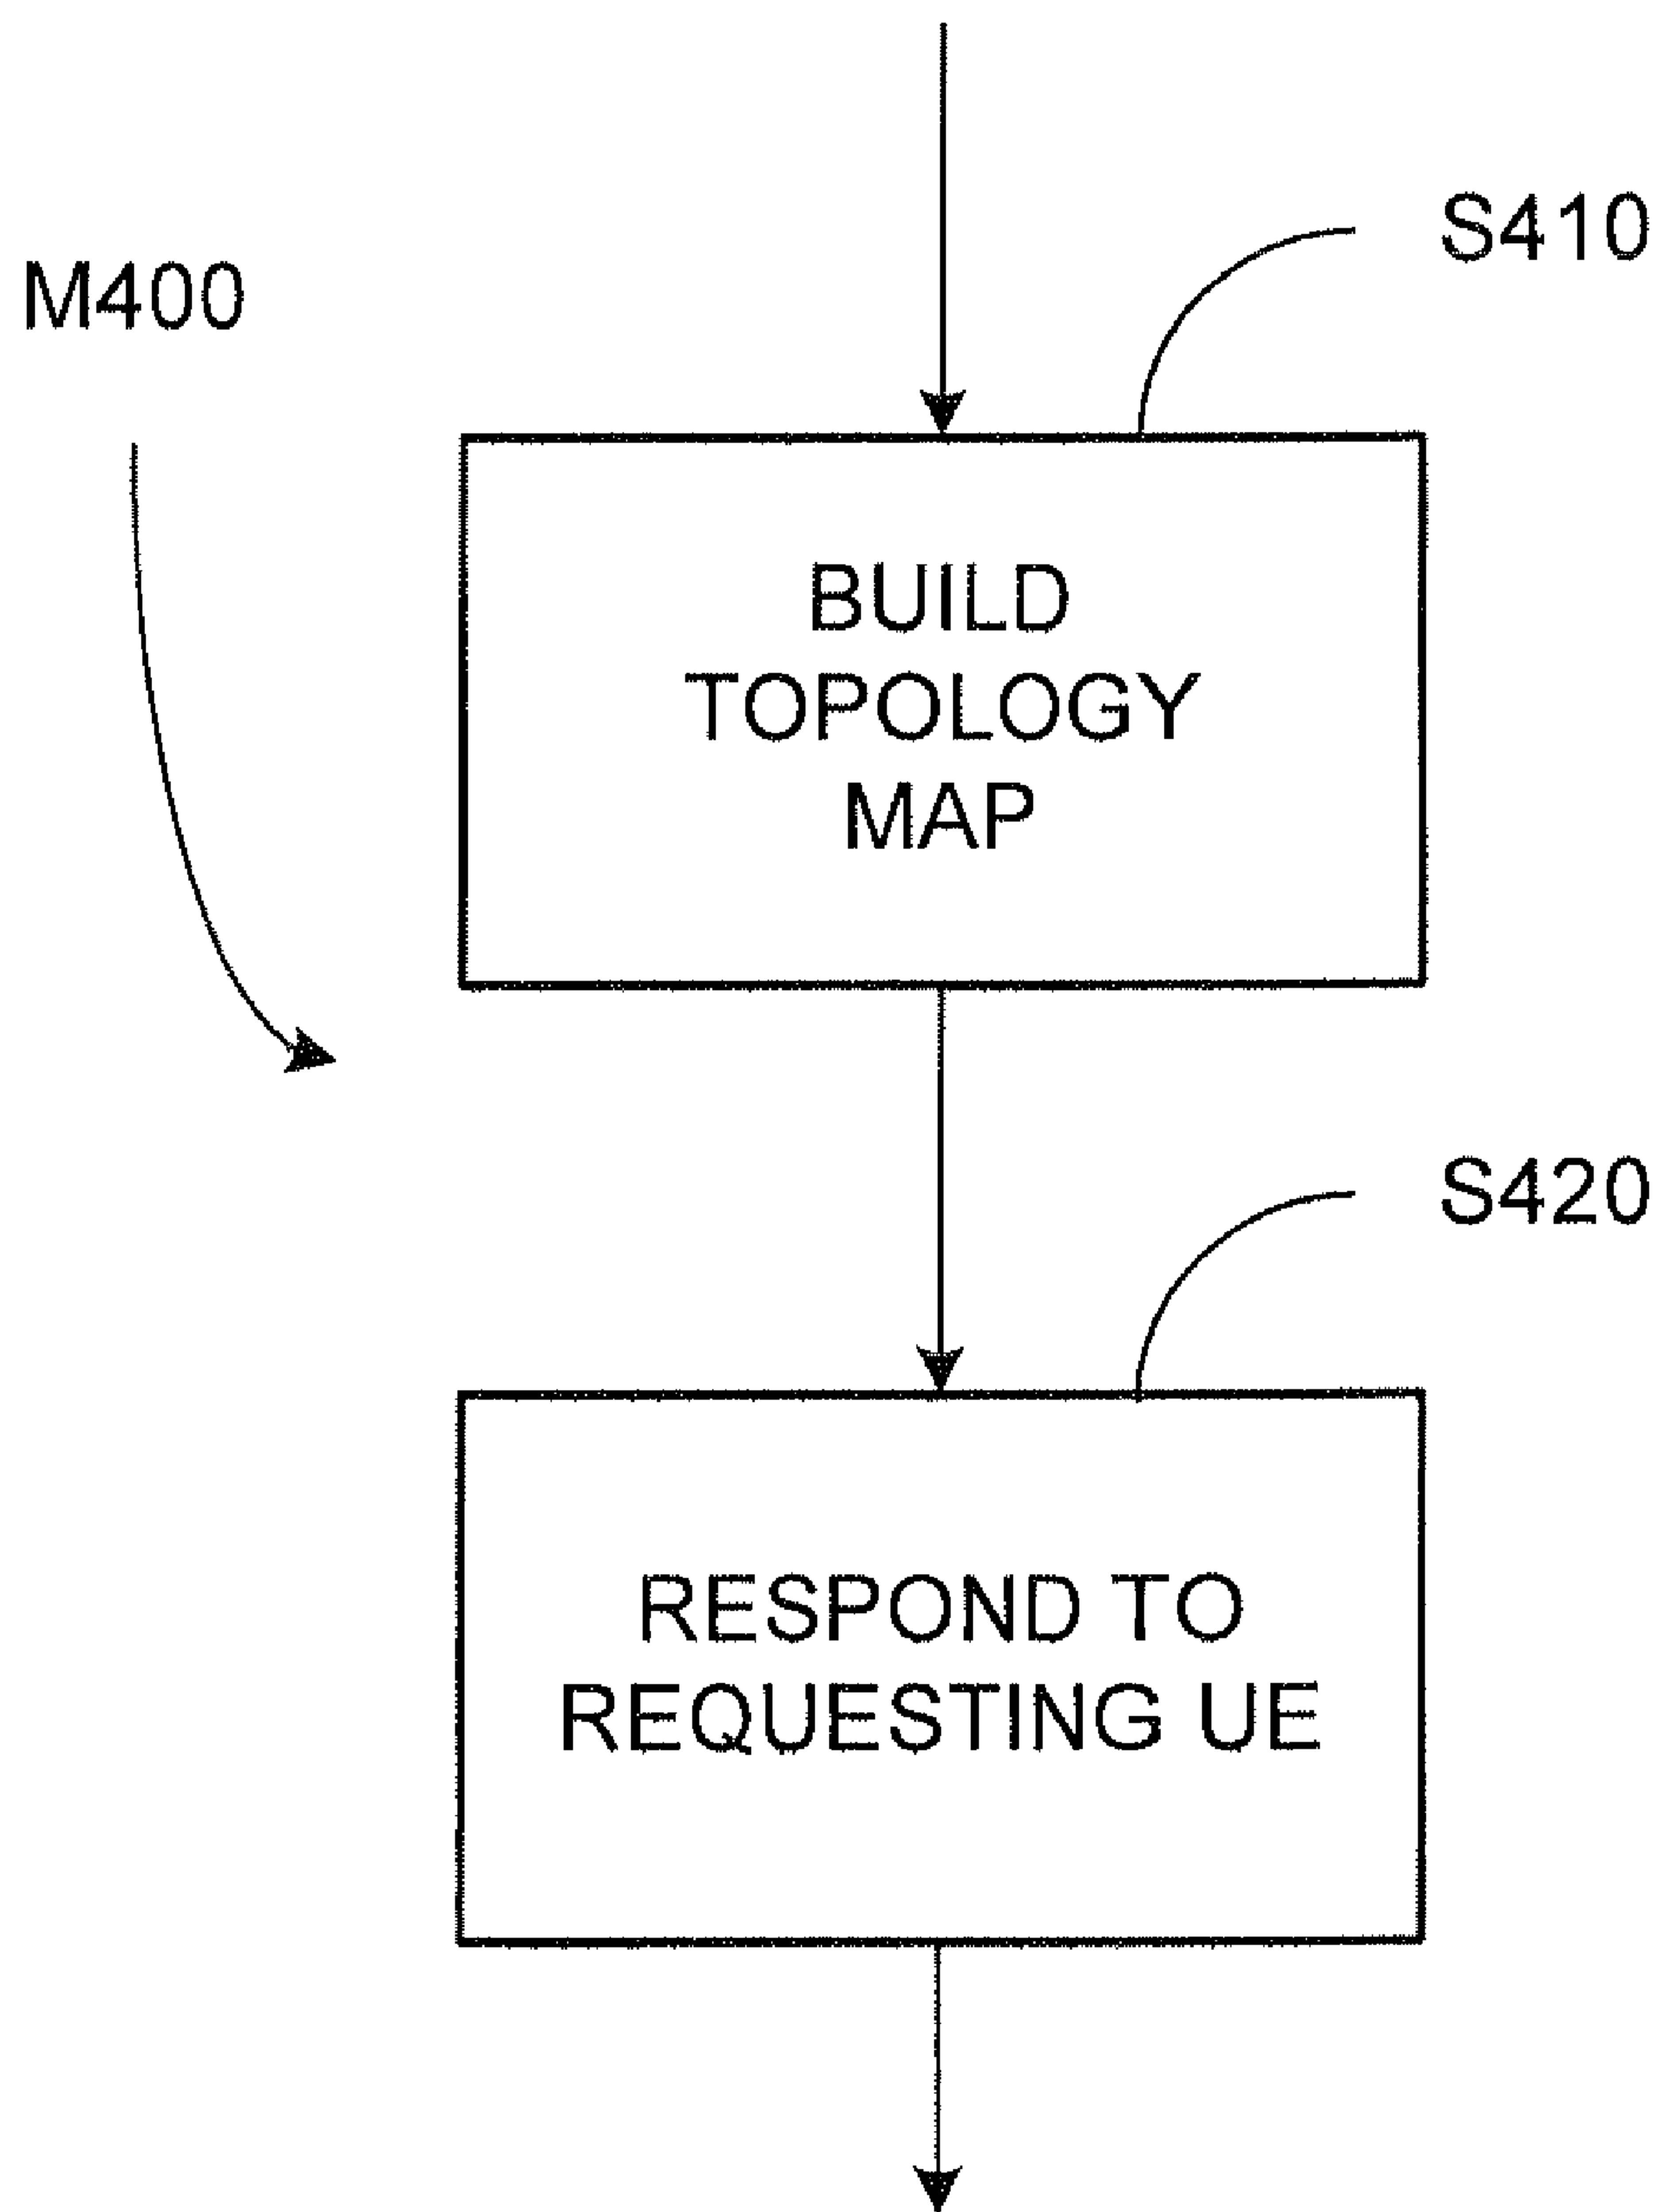 S410
M400
BUILD
TOPOLOGY
MAP
S420
RESPOND TO
REQUESTING UE